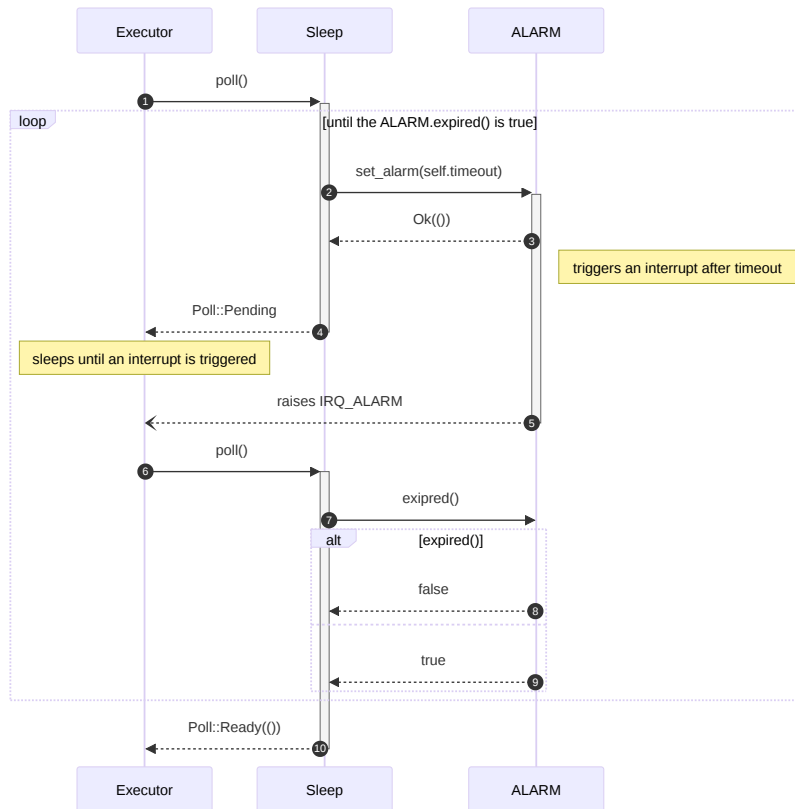 Executor Sleep ALARM
poll()
1
loop [until the ALARM.expired() is true]
set_alarm(self.timeout)
2
Ok(())
3
triggers an interrupt after timeout
Poll::Pending
4
sleeps until an interrupt is triggered
raises IRQ_ALARM
5
poll()
6
exipred()
7
alt [expired()]
false
8
true
9
Poll::Ready(())
10
Executor Sleep ALARM